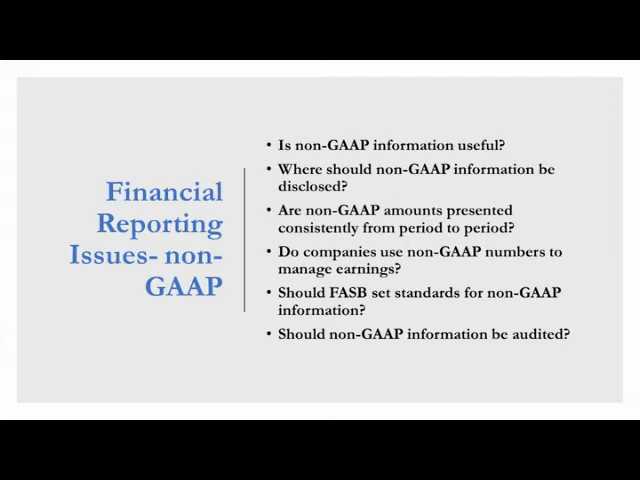 Financial
Reporting
Issues- non-
GAAP
• Is non-GAAP information useful?
• Where should non-GAAP information be
disclosed?
• Are non-GAAP amounts presented
consistently from period to period?
• Do companies use non-GAAP numbers to
manage earnings?
• Should FASB set standards for non-GAAP
information?
• Should non-GAAP information be audited?